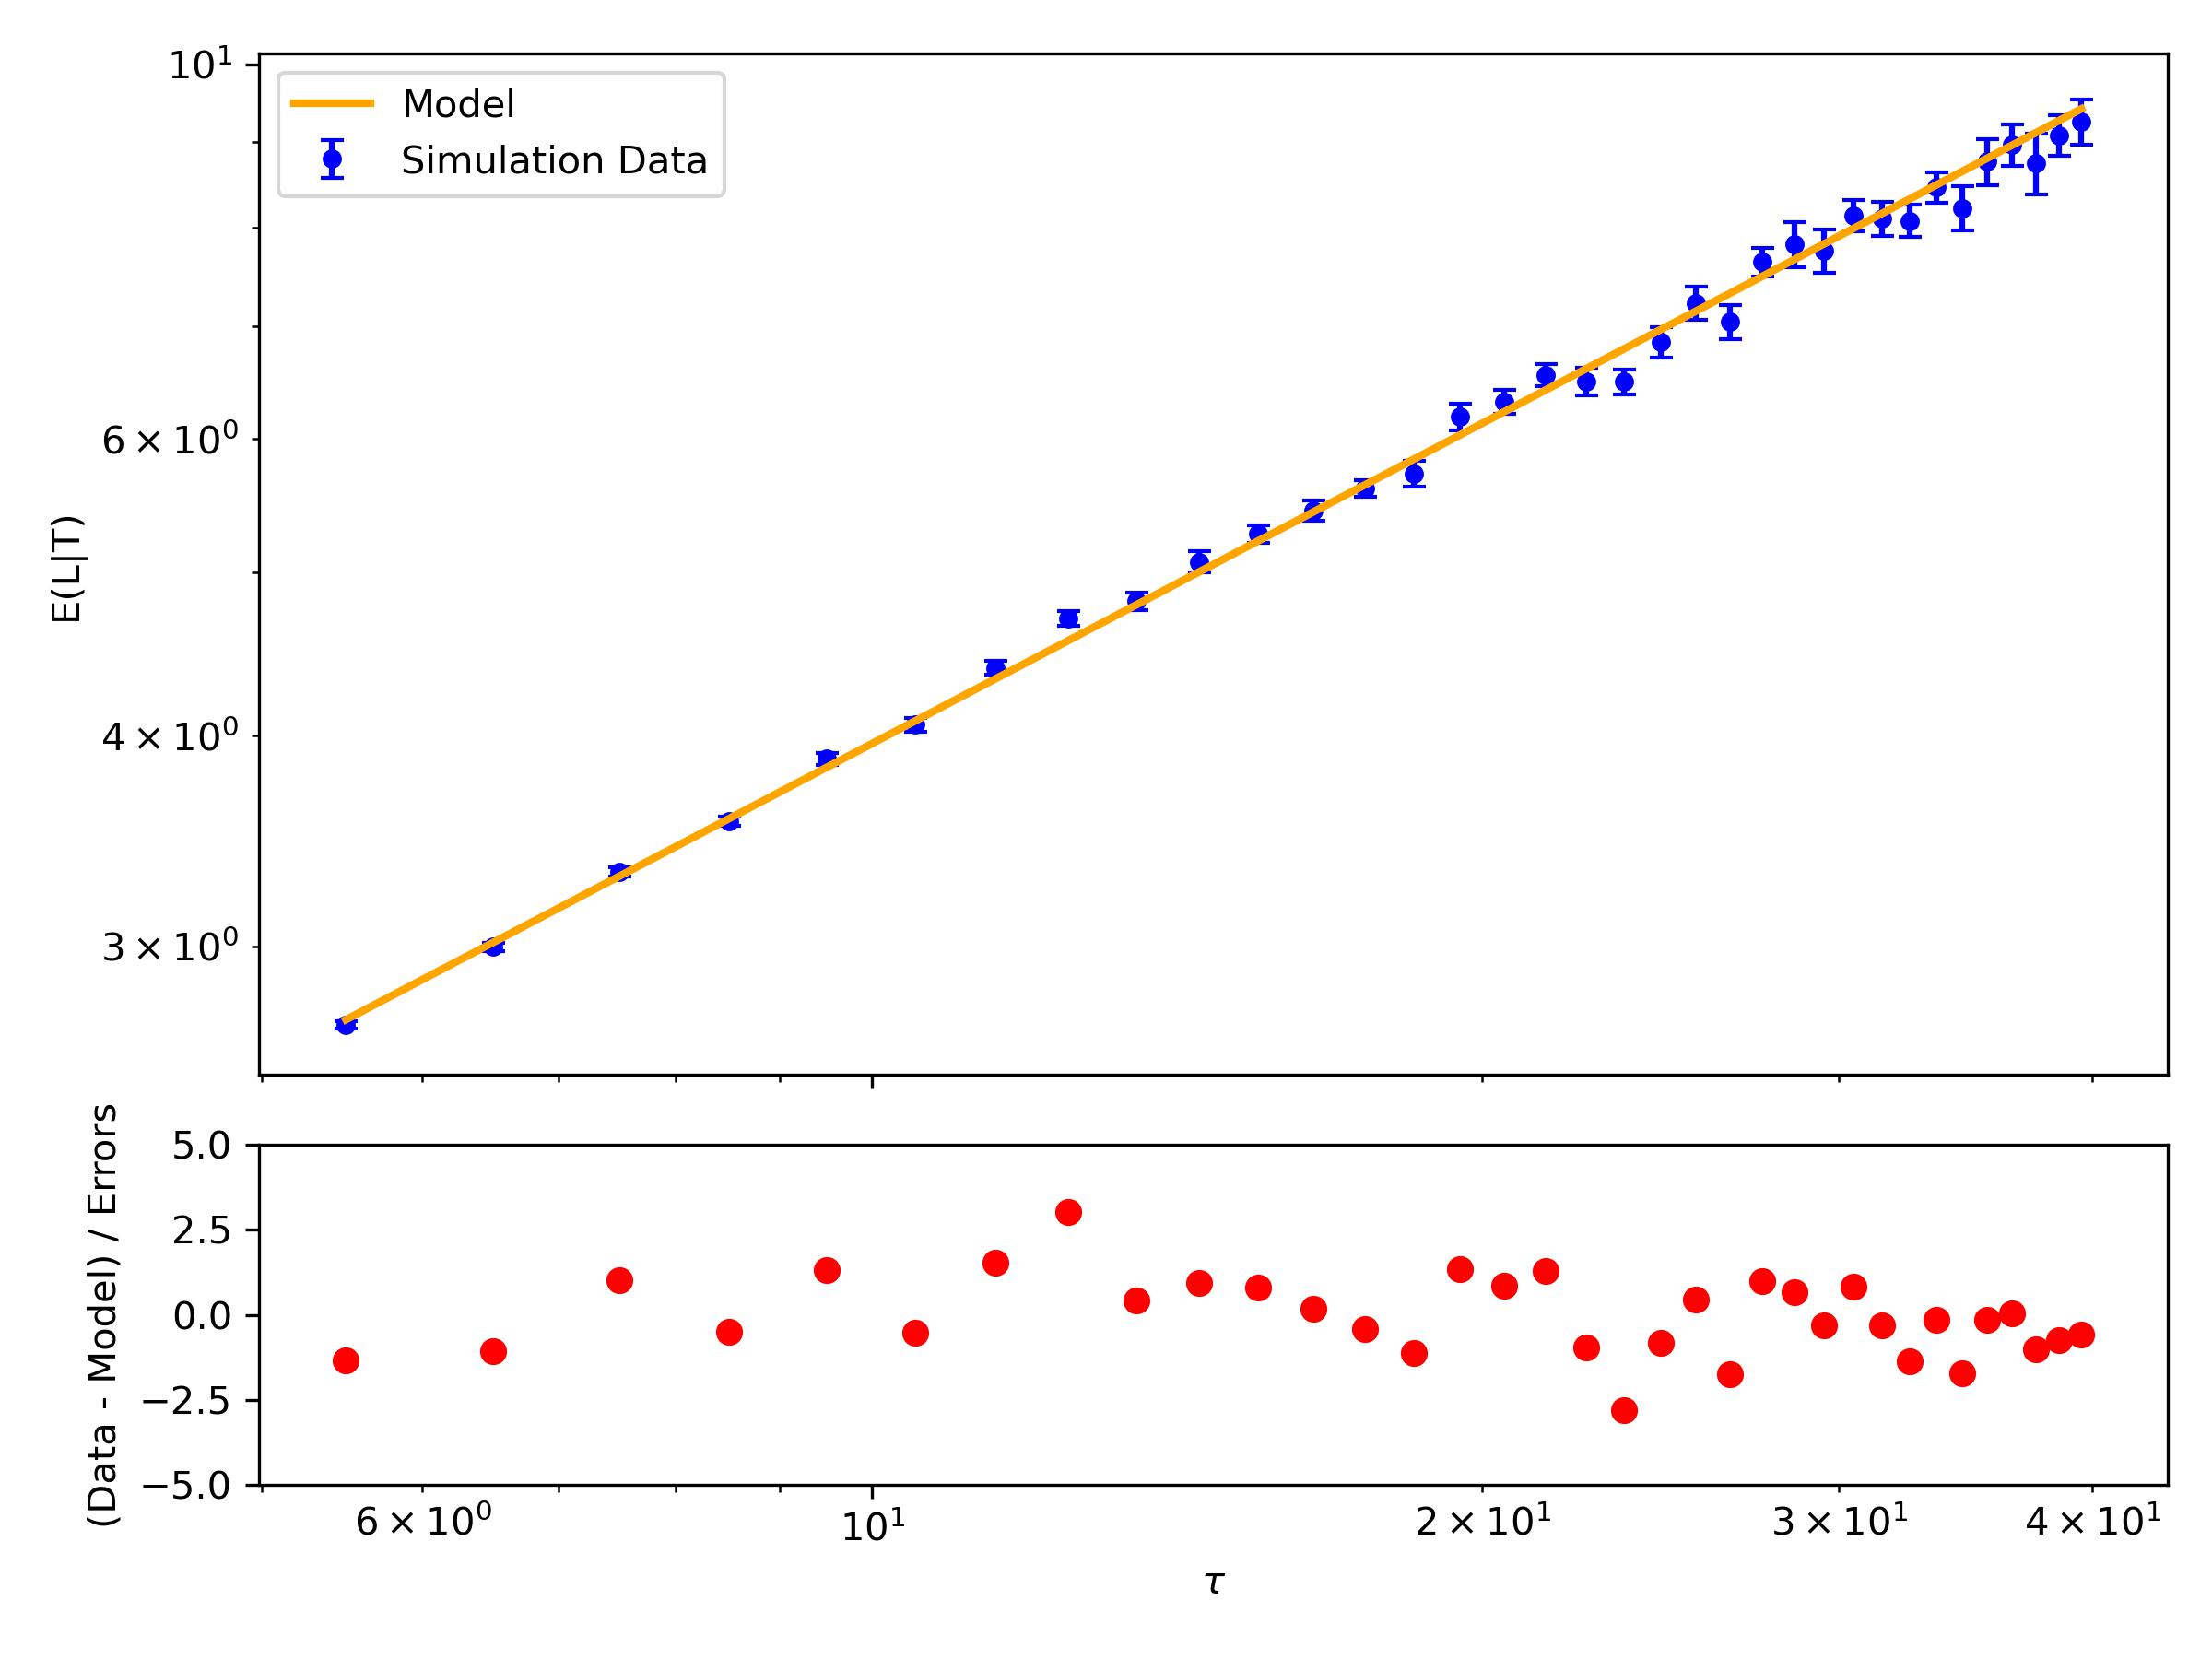 10¹
Model
Simulation Data
6 × 10⁰
E(L|T)
4 × 10⁰
3 × 10⁰
(Data - Model) / Errors
5.0
2.5
0.0
−2.5
−5.0
6 × 10⁰
10¹
2 × 10¹
3 × 10¹
4 × 10¹
τ